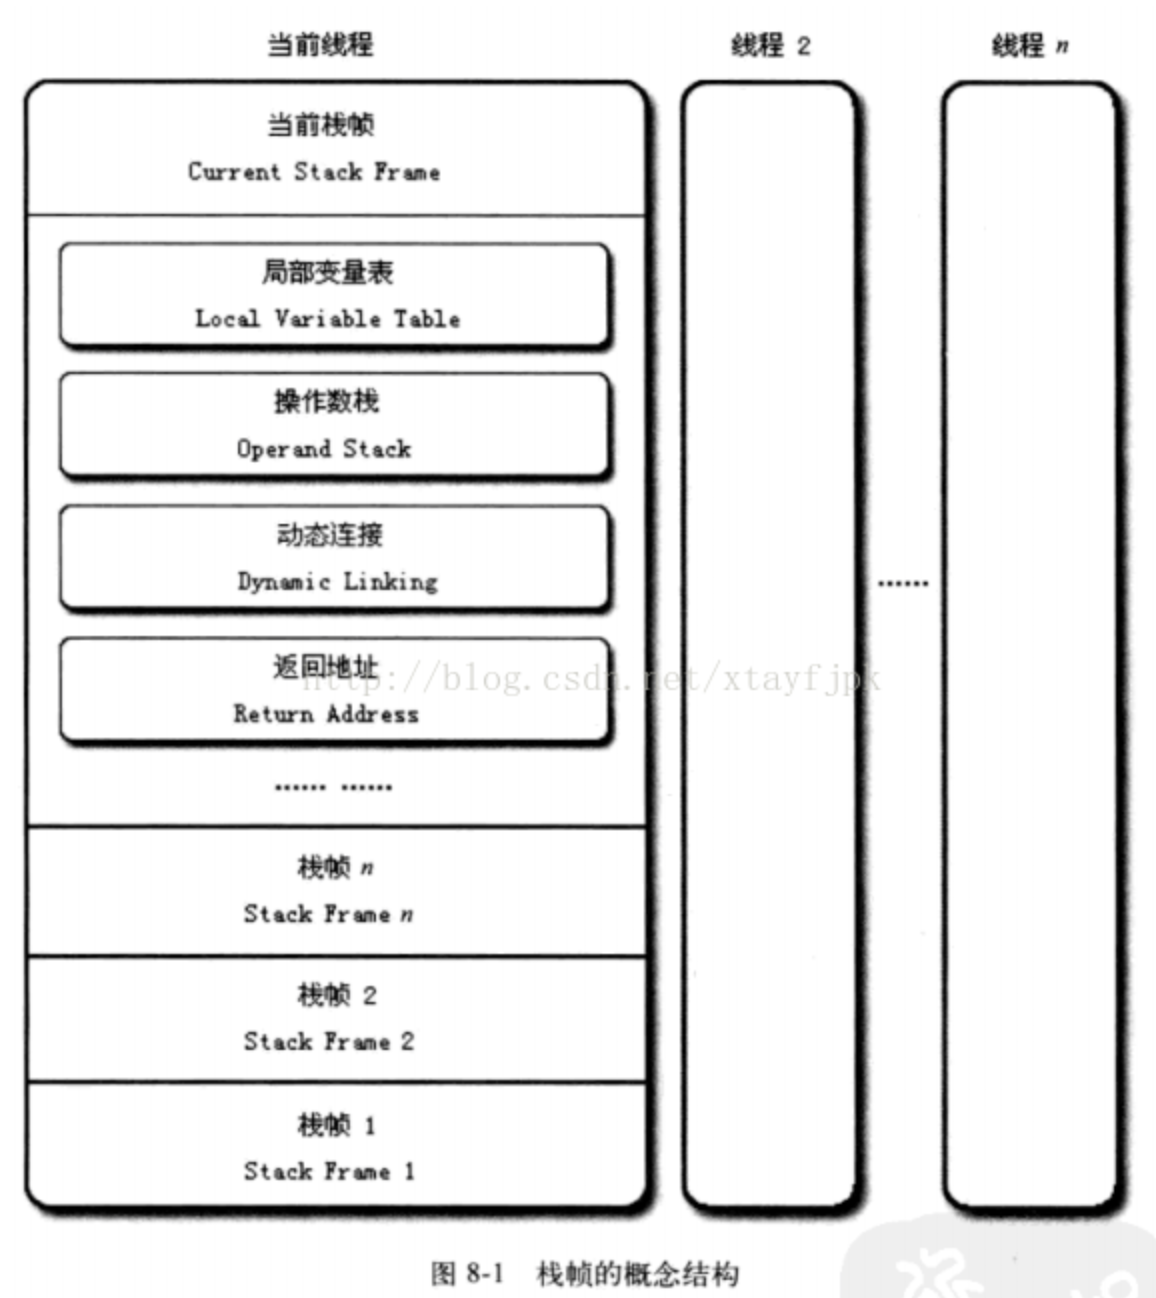 当前线程
线程 2
线程 n
当前栈帧
Current Stack Frame
局部变量表
Local Variable Table
操作数栈
Operand Stack
动态连接
Dynamic Linking
……
返回地址
http://blog.csdn.net/xtayfjpk
Return Address
…… ……
栈帧 n
Stack Frame n
栈帧 2
Stack Frame 2
栈帧 1
Stack Frame 1
图 8-1 栈帧的概念结构